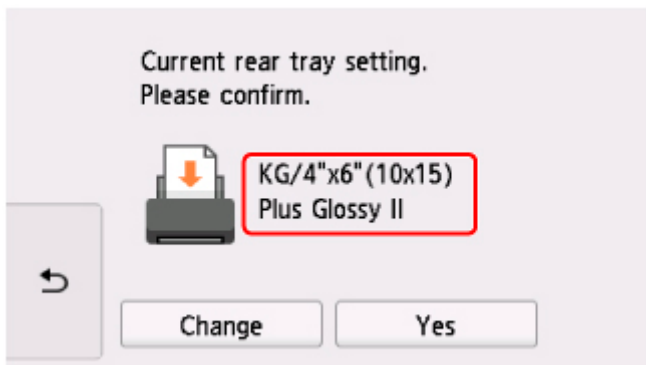 Current rear tray setting.
Please confirm.
KG/4"x6"(10x15)
Plus Glossy II
Change
Yes